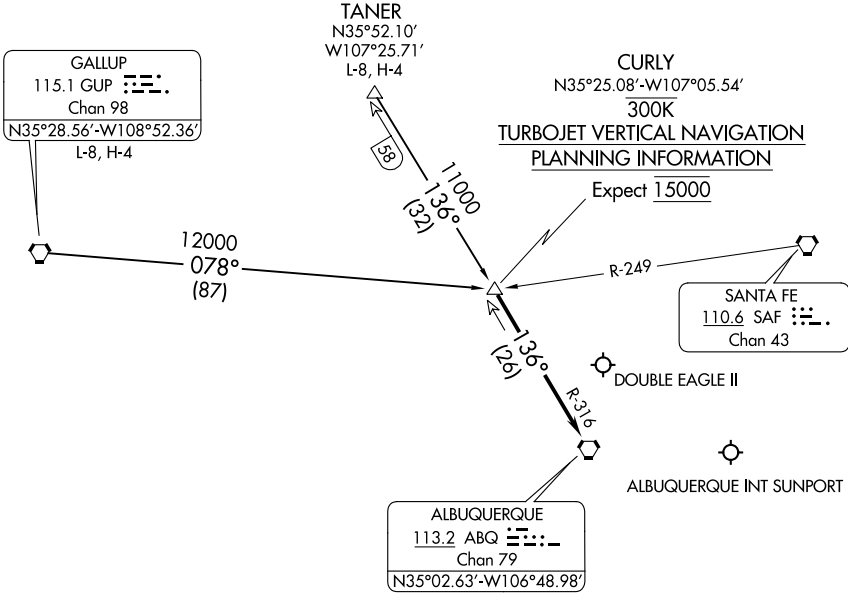 TANER
N35°52.10’
W107°25.71’
L-8, H-4
GALLUP
115.1 GUP
Chan 98
N35°28.56’-W108°52.36’
L-8, H-4
CURLY
N35°25.08’-W107°05.54’
300K
TURBOJET VERTICAL NAVIGATION
PLANNING INFORMATION
Expect 15000
58
11000
136°
(32)
12000
078°
(87)
R-249
SANTA FE
110.6 SAF
Chan 43
136°
(26)
R-316
DOUBLE EAGLE II
ALBUQUERQUE INT SUNPORT
ALBUQUERQUE
113.2 ABQ
Chan 79
N35°02.63’-W106°48.98’